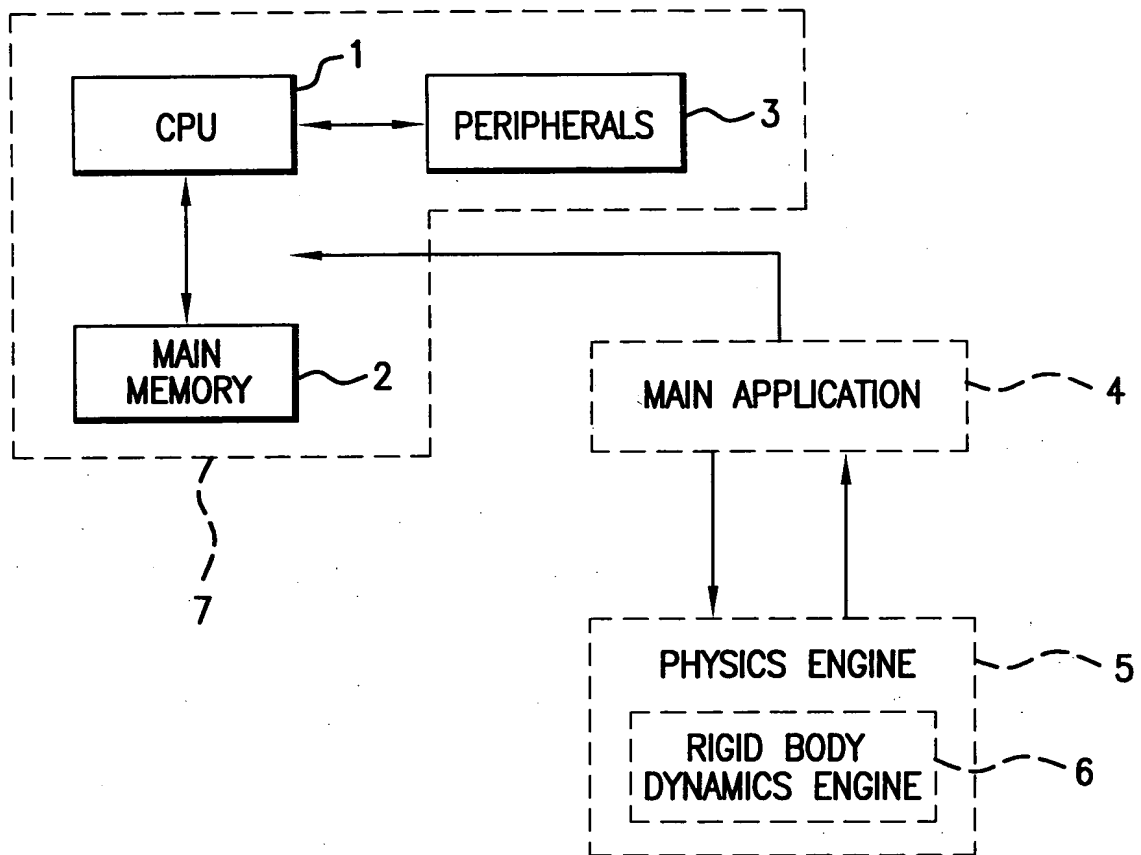 1
CPU
PERIPHERALS
3
MAIN
MEMORY
2
MAIN APPLICATION
4
7
PHYSICS ENGINE
5
RIGID BODY
DYNAMICS ENGINE
6